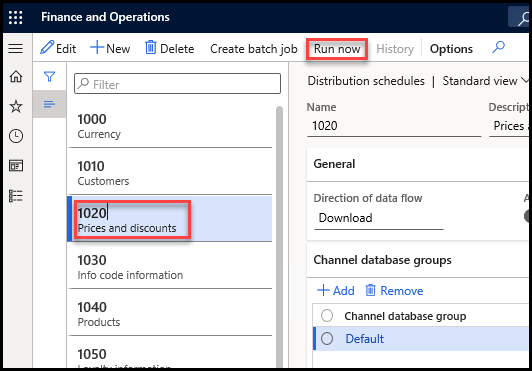 Finance and Operations
Edit New Delete Create batch job Run now History Options
Filter
Distribution schedules | Standard view
Name
1020
Prices a
1000
Currency
1010
Customers
1020
Prices and discounts
1030
Info code information
1040
Products
1050
General
Direction of data flow
Download
Channel database groups
Add Remove
Channel database group
Default